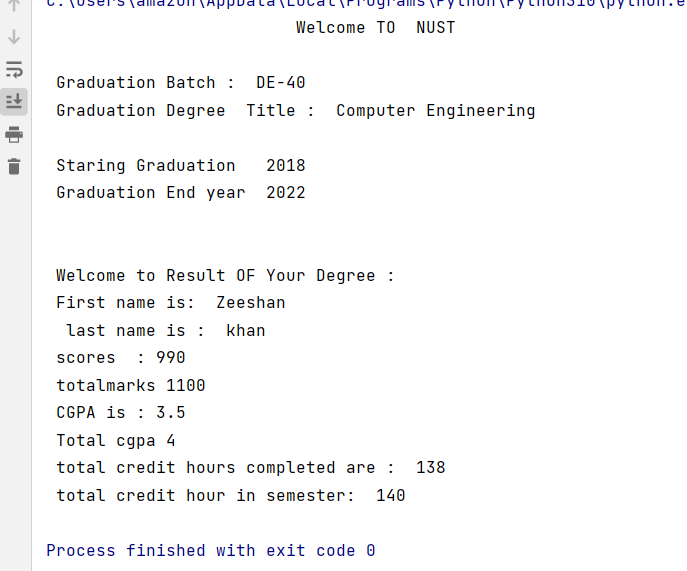 C:\Users\amazon\AppData\Local\Programs\Python\Python310\python.e
Welcome TO  NUST
Graduation Batch :  DE-40
Graduation Degree  Title :  Computer Engineering
Staring Graduation   2018
Graduation End year  2022
Welcome to Result OF Your Degree :
First name is:  Zeeshan
last name is :  khan
scores  : 990
totalmarks 1100
CGPA is : 3.5
Total cgpa 4
total credit hours completed are :  138
total credit hour in semester:  140
Process finished with exit code 0